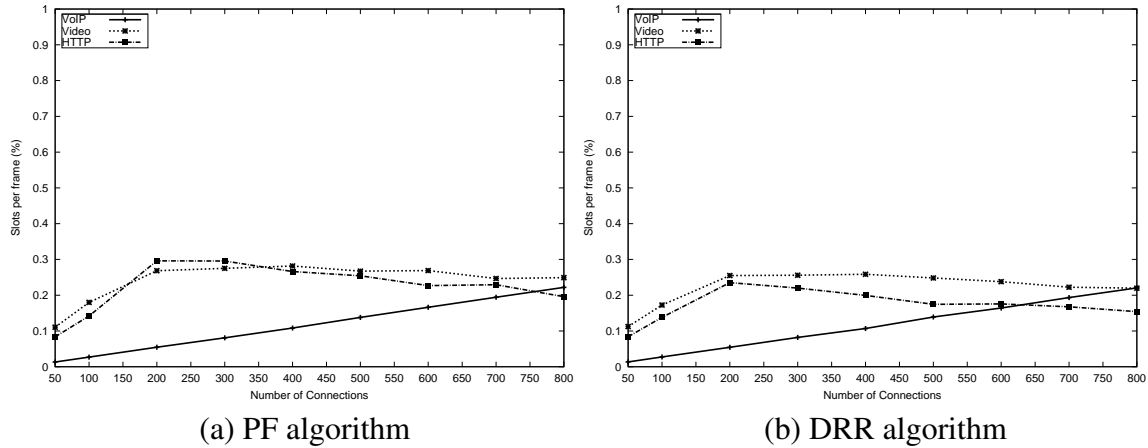 VoIP
Video
HTTP
1
0.9
0.8
0.7
0.6
0.5
0.4
0.3
0.2
0.1
0
Slots per frame (%)
50 100 150 200 250 300 350 400 450 500 550 600 650 700 750 800
Number of Connections
(a) PF algorithm
VoIP
Video
HTTP
1
0.9
0.8
0.7
0.6
0.5
0.4
0.3
0.2
0.1
0
Slots per frame (%)
50 100 150 200 250 300 350 400 450 500 550 600 650 700 750 800
Number of Connections
(b) DRR algorithm